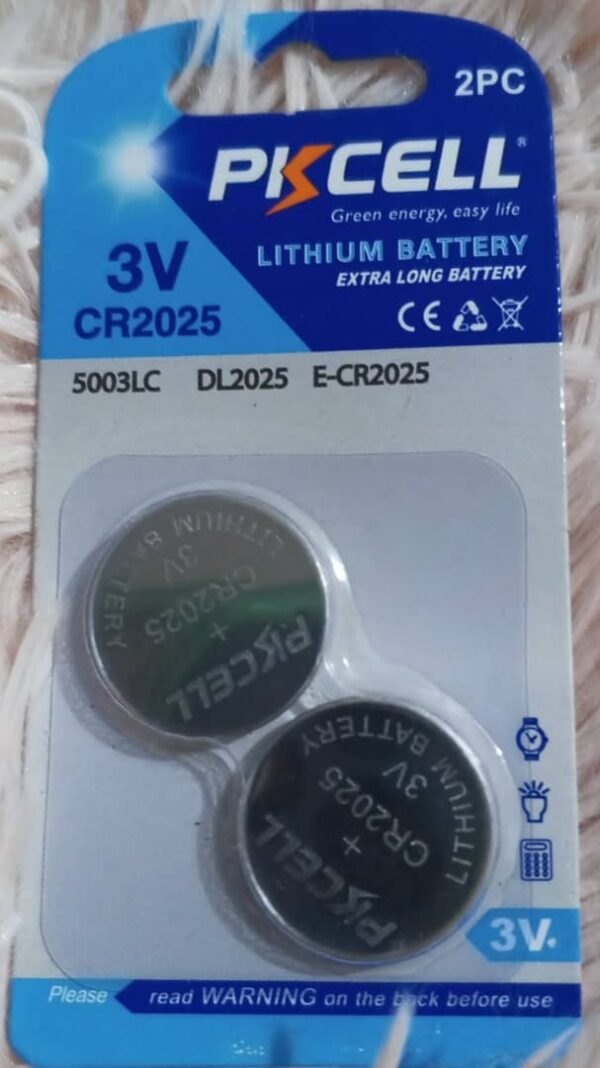 2PC
PKCELL®
Green energy, easy life
LITHIUM BATTERY
EXTRA LONG BATTERY
3V
CR2025
CE
5003LC DL2025 E-CR2025
LITHIUM BATTERY
3V
CR2025
+
PKCELL
LITHIUM BATTERY
3V
CR2025
+
PKCELL
3V
Please read WARNING on the back before use